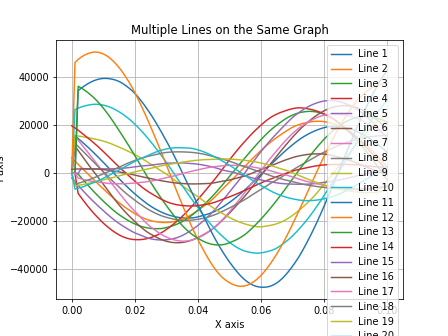 Multiple Lines on the Same Graph
40000
20000
0
−20000
−40000
0.00
0.02
0.04
0.06
X axis
Line 1
Line 2
Line 3
Line 4
Line 5
Line 6
Line 7
Line 8
Line 9
Line 10
Line 11
Line 12
Line 13
Line 14
Line 15
Line 16
Line 17
Line 18
Line 19
Line 20